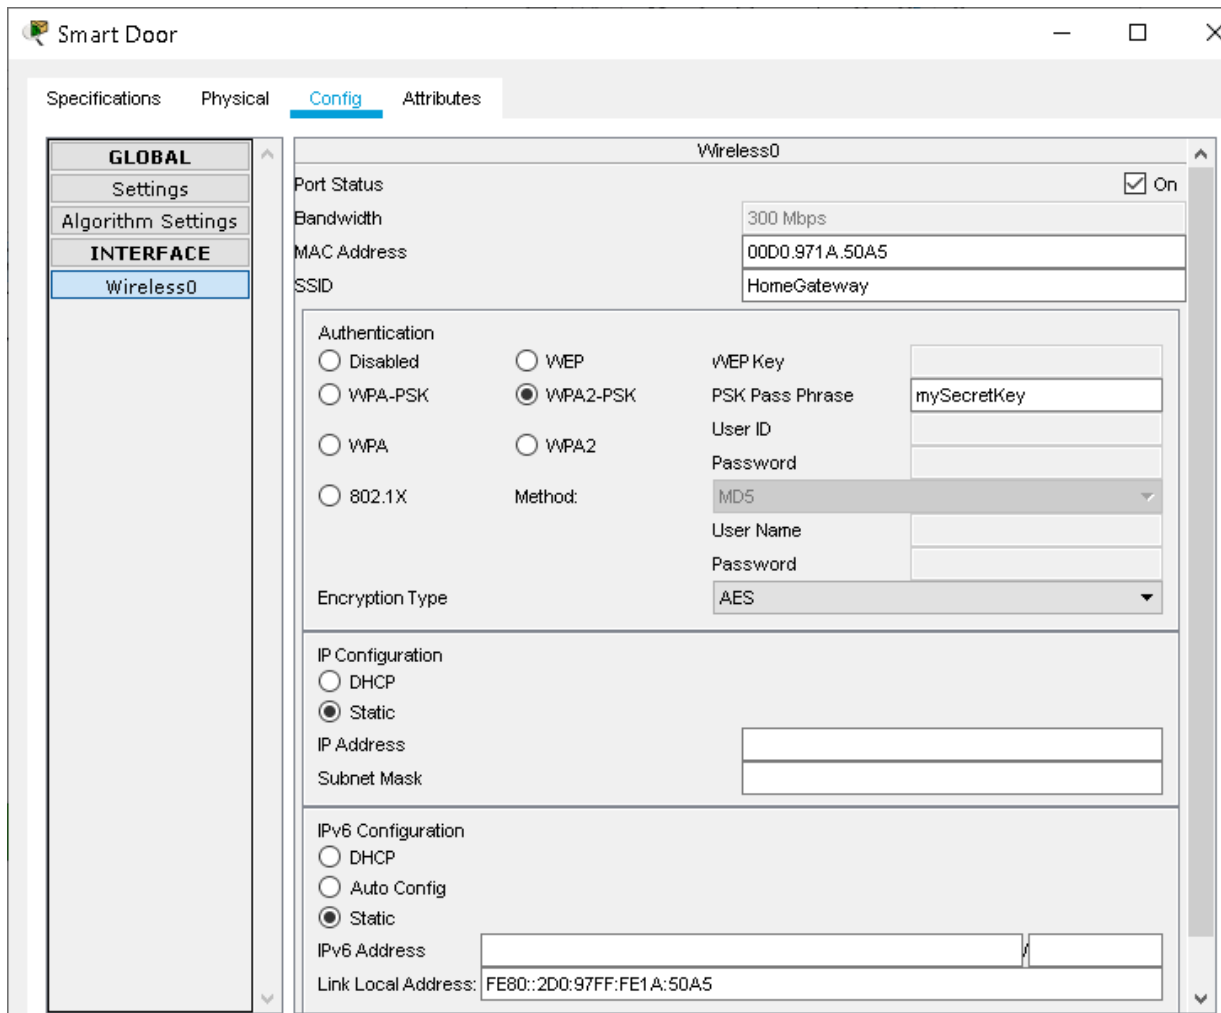 Smart Door
Specifications Physical Config Attributes
GLOBAL
Settings
Algorithm Settings
INTERFACE
Wireless0
Wireless0
Port Status On
Bandwidth 300 Mbps
MAC Address 00D0.971A.50A5
SSID HomeGateway
Authentication
Disabled WEP WEP Key
WPA-PSK WPA2-PSK PSK Pass Phrase mySecretKey
User ID
WPA WPA2
Password
802.1X Method: MD5
User Name
Password
Encryption Type AES
IP Configuration
DHCP
Static
IP Address
Subnet Mask
IPv6 Configuration
DHCP
Auto Config
Static
IPv6 Address /
Link Local Address: FE80::2D0:97FF:FE1A:50A5